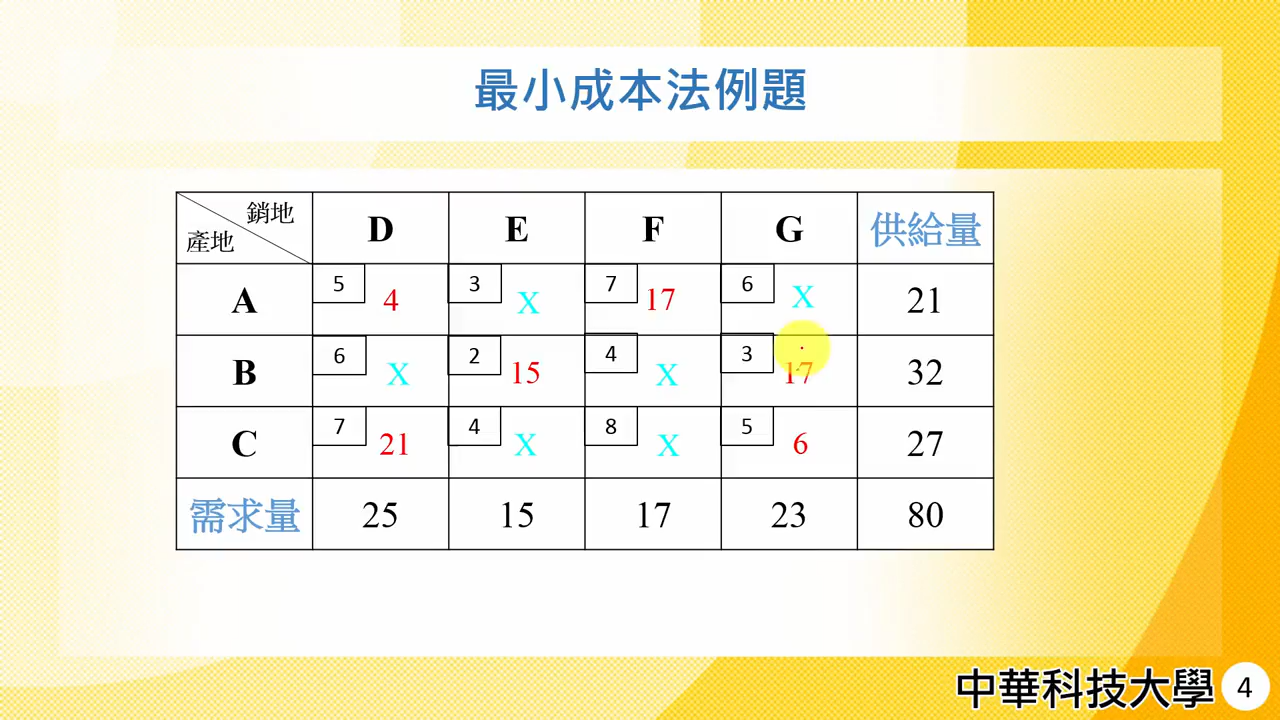 最小成本法例題
銷地
產地
D E F G 供給量
A 5 4 3 X 7 17 6 X 21
B 6 X 2 15 4 X 3 17 32
C 7 21 4 X 8 X 5 6 27
需求量 25 15 17 23 80
中華科技大學 4